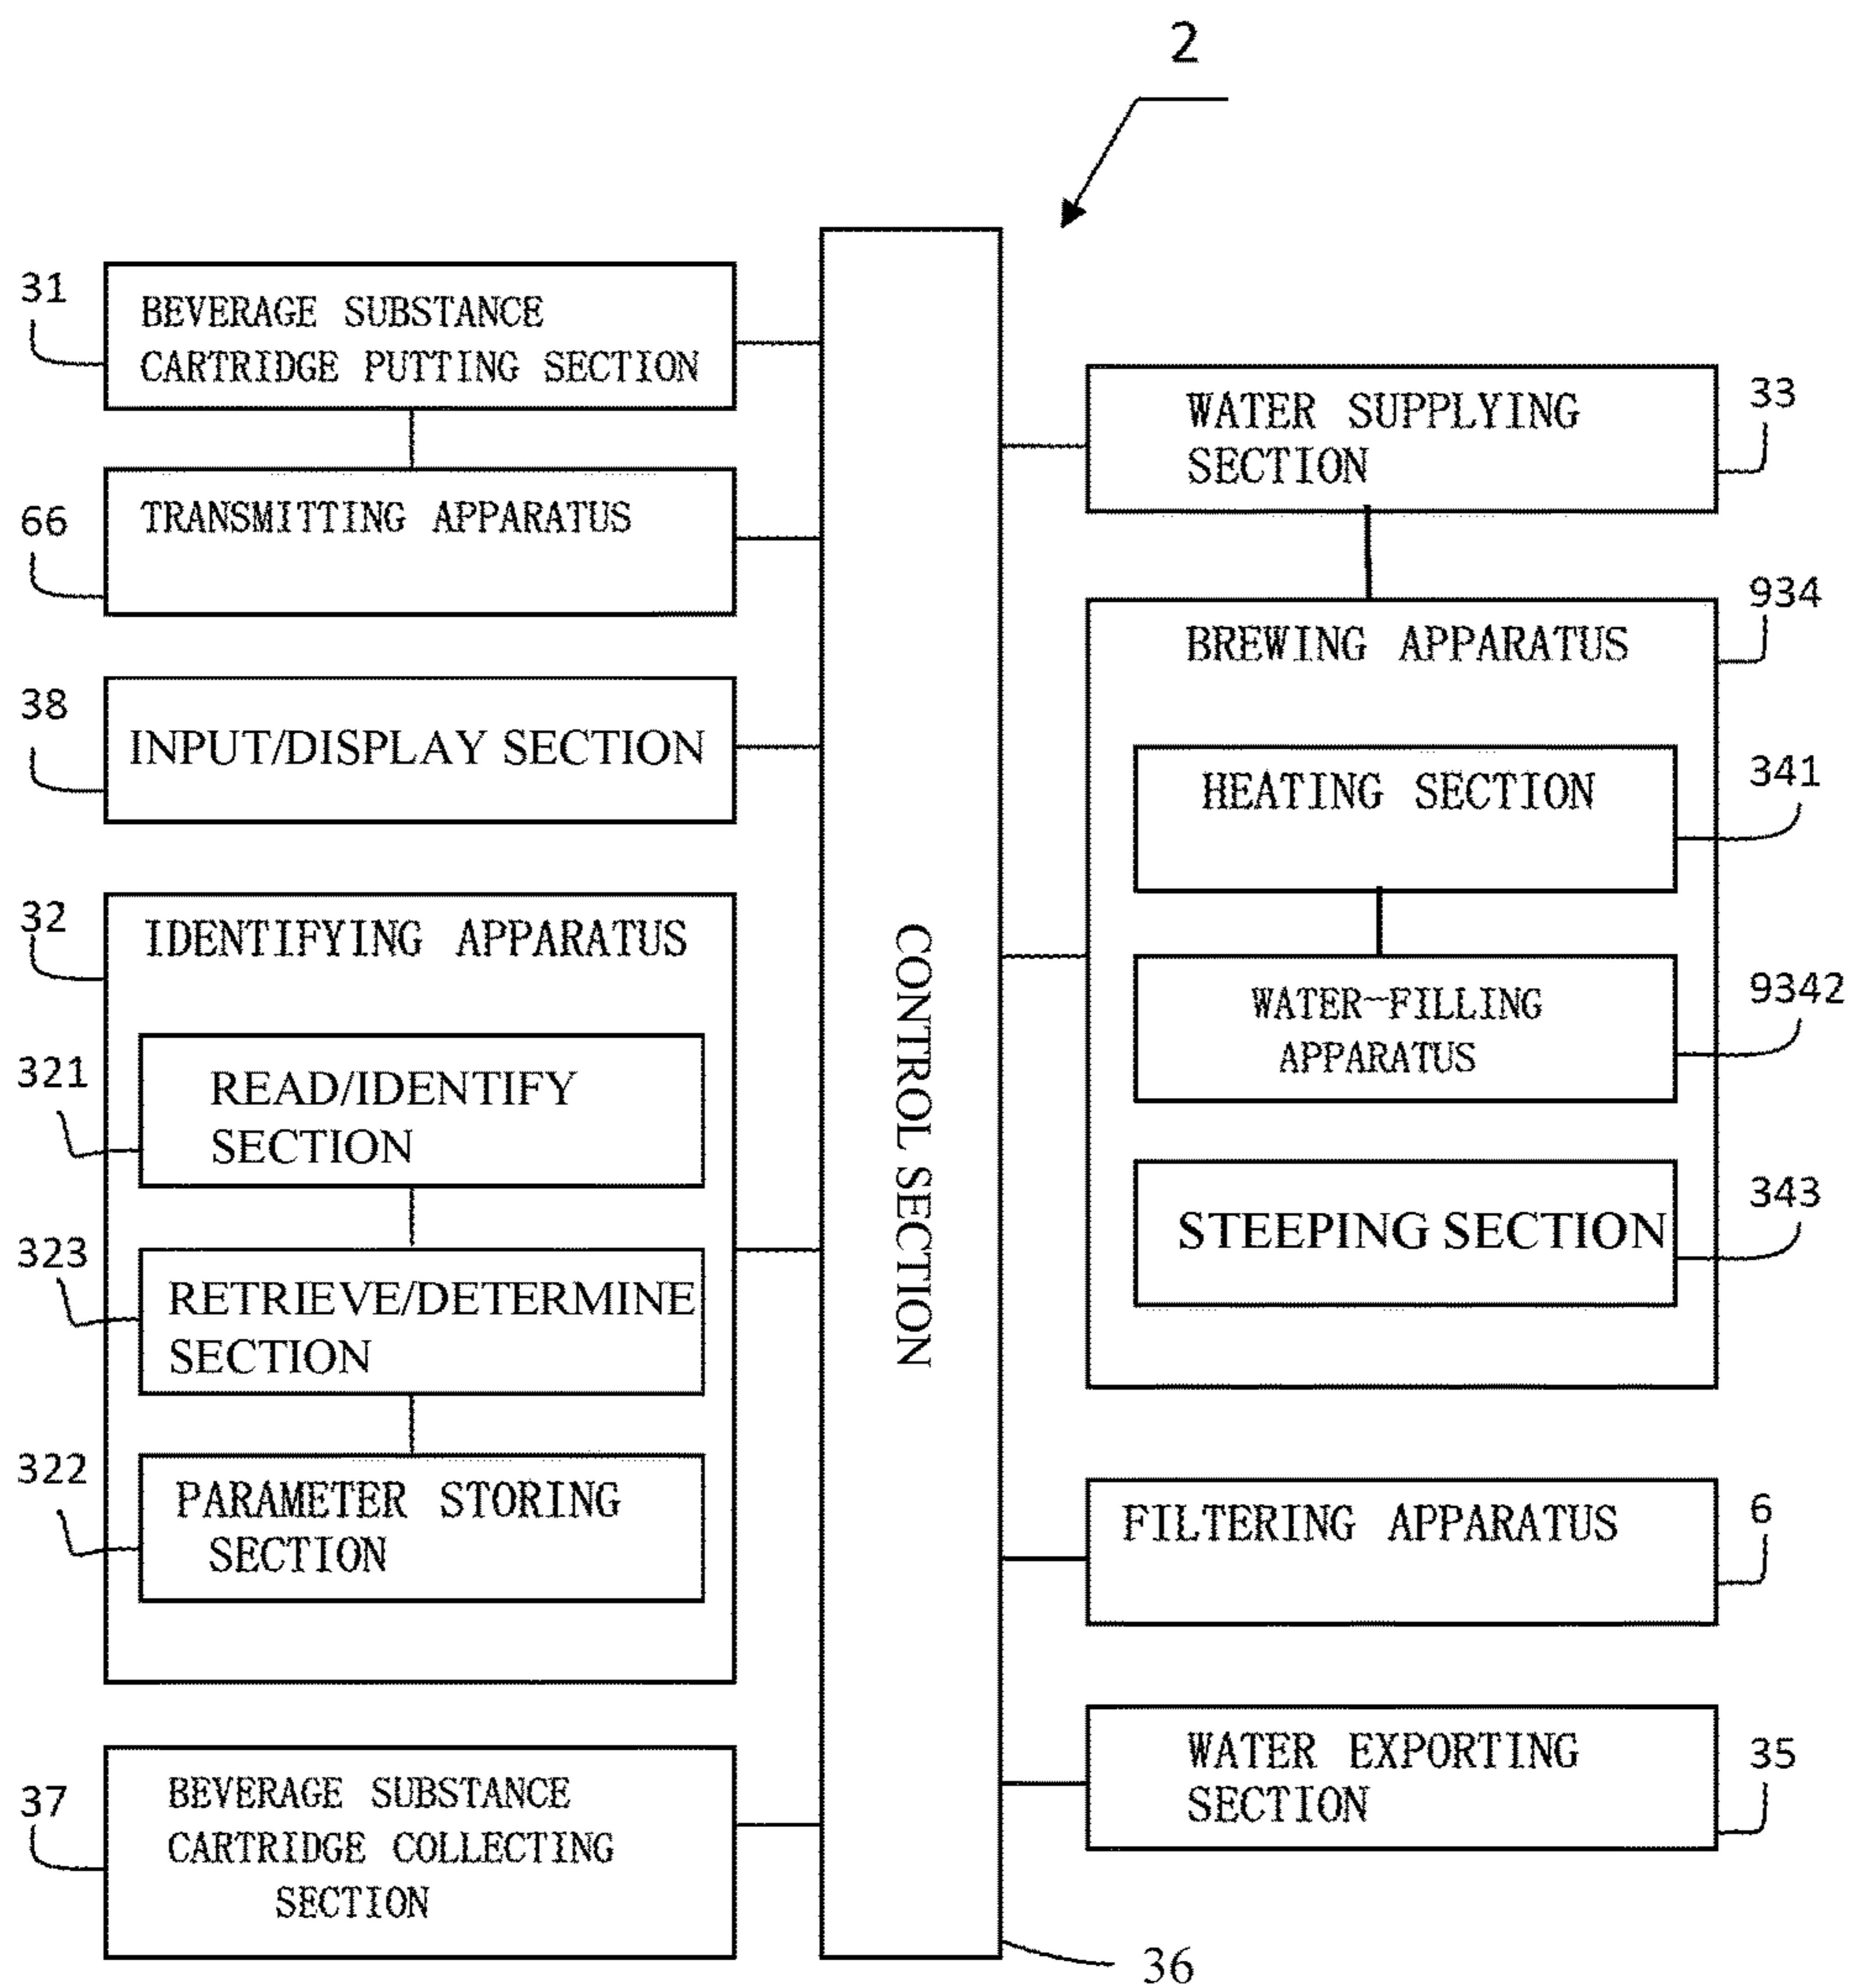 2
31
BEVERAGE SUBSTANCE
CARTRIDGE PUTTING SECTION
66
TRANSMITTING APPARATUS
38
INPUT/DISPLAY SECTION
32
IDENTIFYING APPARATUS
321
READ/IDENTIFY
SECTION
323
RETRIEVE/DETERMINE
SECTION
322
PARAMETER STORING
SECTION
37
BEVERAGE SUBSTANCE
CARTRIDGE COLLECTING
SECTION
CONTROL SECTION
36
WATER SUPPLYING
SECTION
33
BREWING APPARATUS
934
HEATING SECTION
341
WATER-FILLING
APPARATUS
9342
STEEPING SECTION
343
FILTERING APPARATUS
6
WATER EXPORTING
SECTION
35